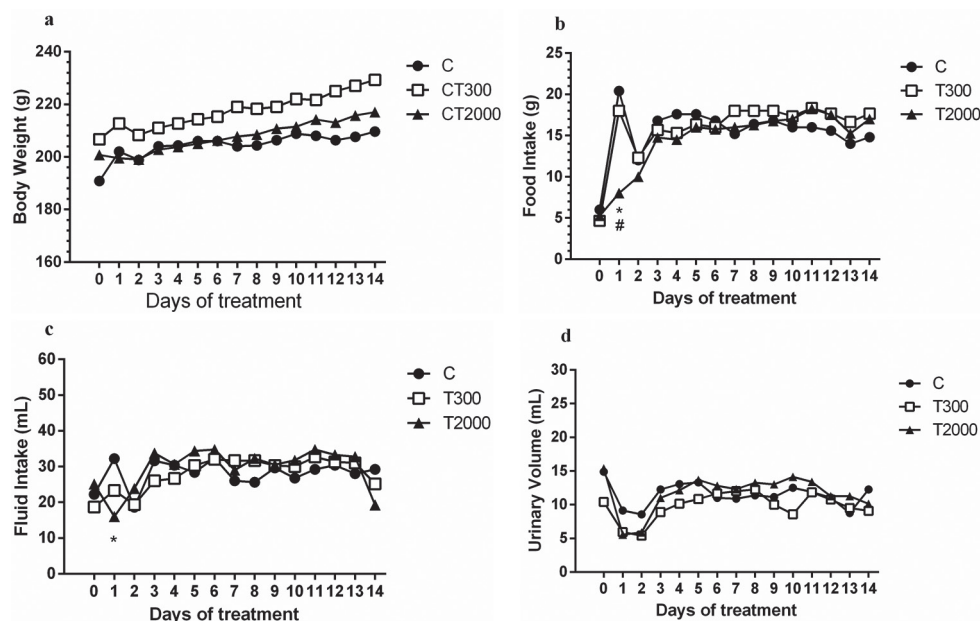 a
Body Weight (g)
240
220
200
180
160
0 1 2 3 4 5 6 7 8 9 10 11 12 13 14
Days of treatment
C
CT300
CT2000
b
Food Intake (g)
25
20
15
10
5
0
*
#
0 1 2 3 4 5 6 7 8 9 10 11 12 13 14
Days of treatment
C
T300
T2000
c
Fluid Intake (mL)
60
50
40
30
20
10
0
*
0 1 2 3 4 5 6 7 8 9 10 11 12 13 14
Days of treatment
C
T300
T2000
d
Urinary Volume (mL)
30
25
20
15
10
5
0
0 1 2 3 4 5 6 7 8 9 10 11 12 13 14
Days of treatment
C
T300
T2000